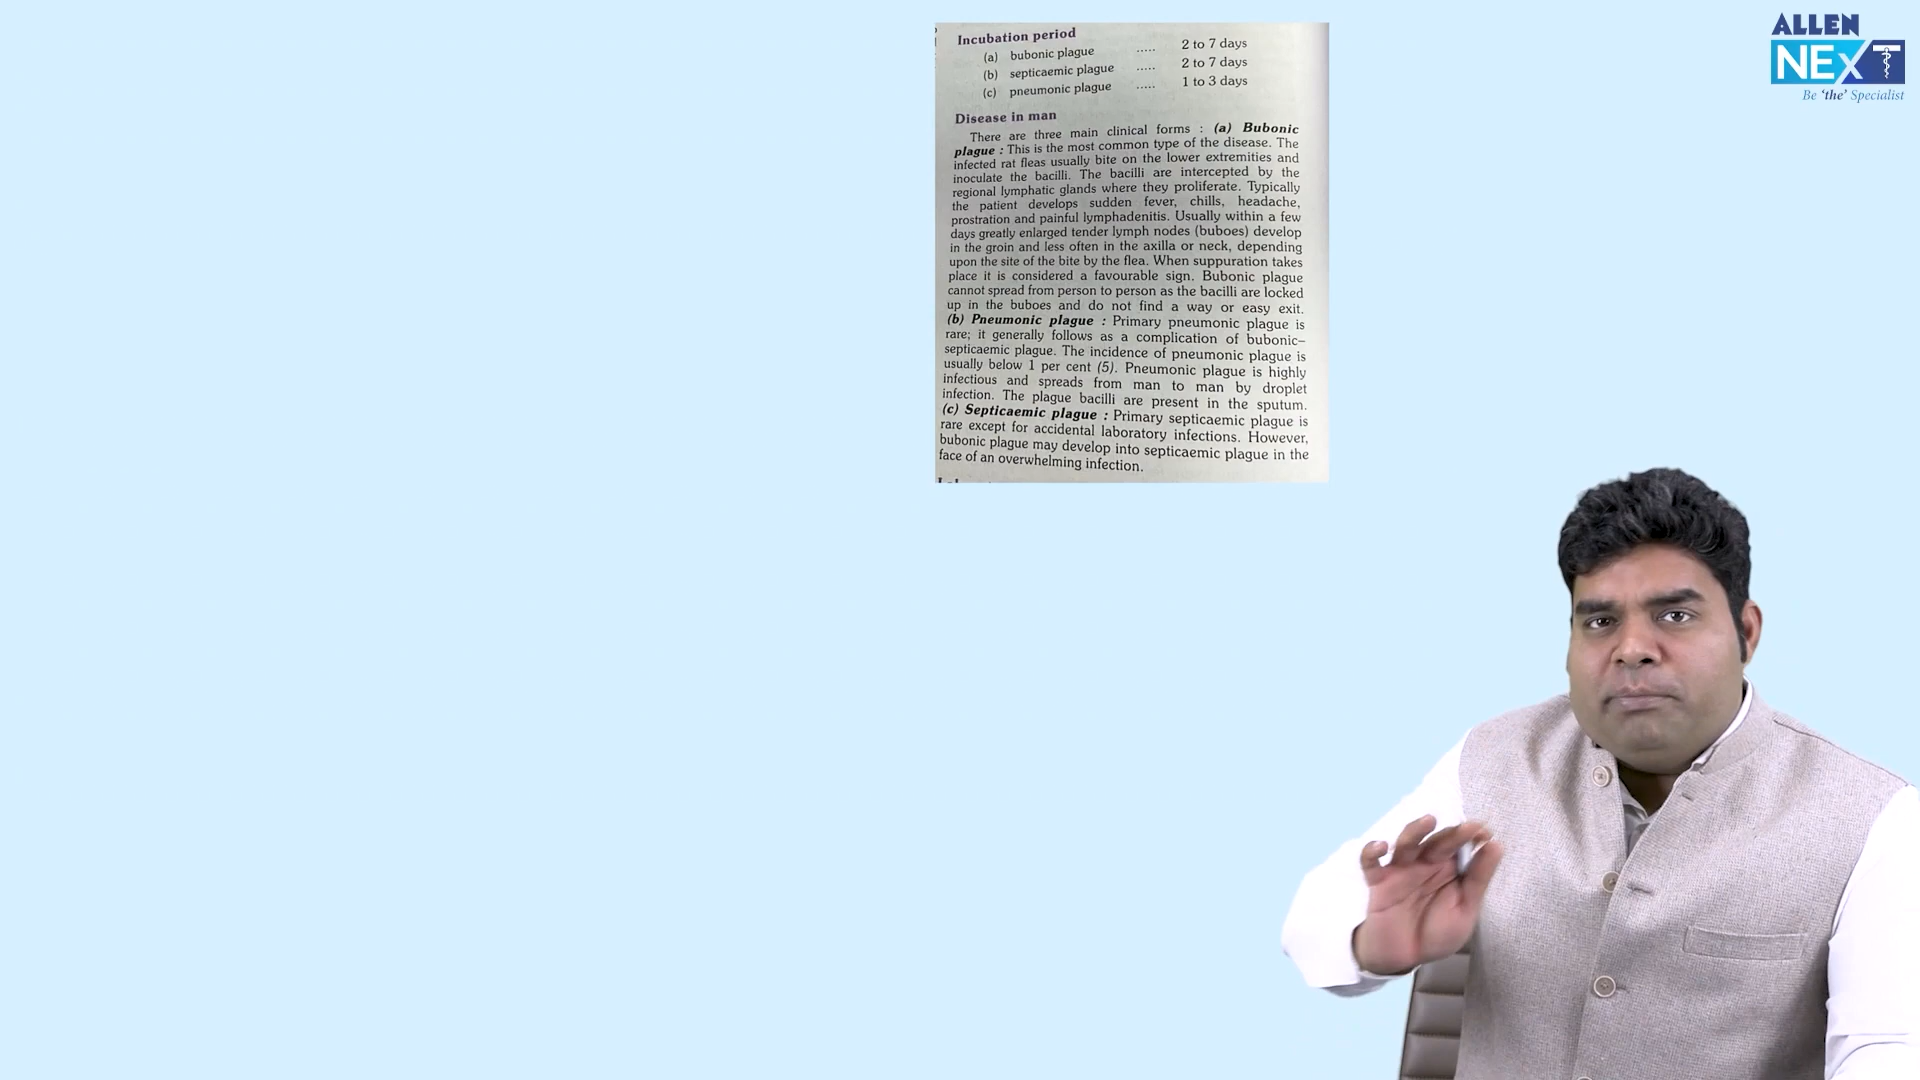 Incubation period
(a) bubonic plague ..... 2 to 7 days
(b) septicaemic plague ..... 2 to 7 days
(c) pneumonic plague ..... 1 to 3 days
Disease in man
There are three main clinical forms : (a) Bubonic
plague : This is the most common type of the disease. The
infected rat fleas usually bite on the lower extremities and
inoculate the bacilli. The bacilli are intercepted by the
regional lymphatic glands where they proliferate. Typically
the patient develops sudden fever, chills, headache,
prostration and painful lymphadenitis. Usually within a few
days greatly enlarged tender lymph nodes (buboes) develop
in the groin and less often in the axilla or neck, depending
upon the site of the bite by the flea. When suppuration takes
place it is considered a favourable sign. Bubonic plague
cannot spread from person to person as the bacilli are locked
up in the buboes and do not find a way or easy exit.
(b) Pneumonic plague : Primary pneumonic plague is
rare; it generally follows as a complication of bubonic–
septicaemic plague. The incidence of pneumonic plague is
usually below 1 per cent (5). Pneumonic plague is highly
infectious and spreads from man to man by droplet
infection. The plague bacilli are present in the sputum.
(c) Septicaemic plague : Primary septicaemic plague is
rare except for accidental laboratory infections. However,
bubonic plague may develop into septicaemic plague in the
face of an overwhelming infection.
ALLEN
NEXT
Be 'the' Specialist